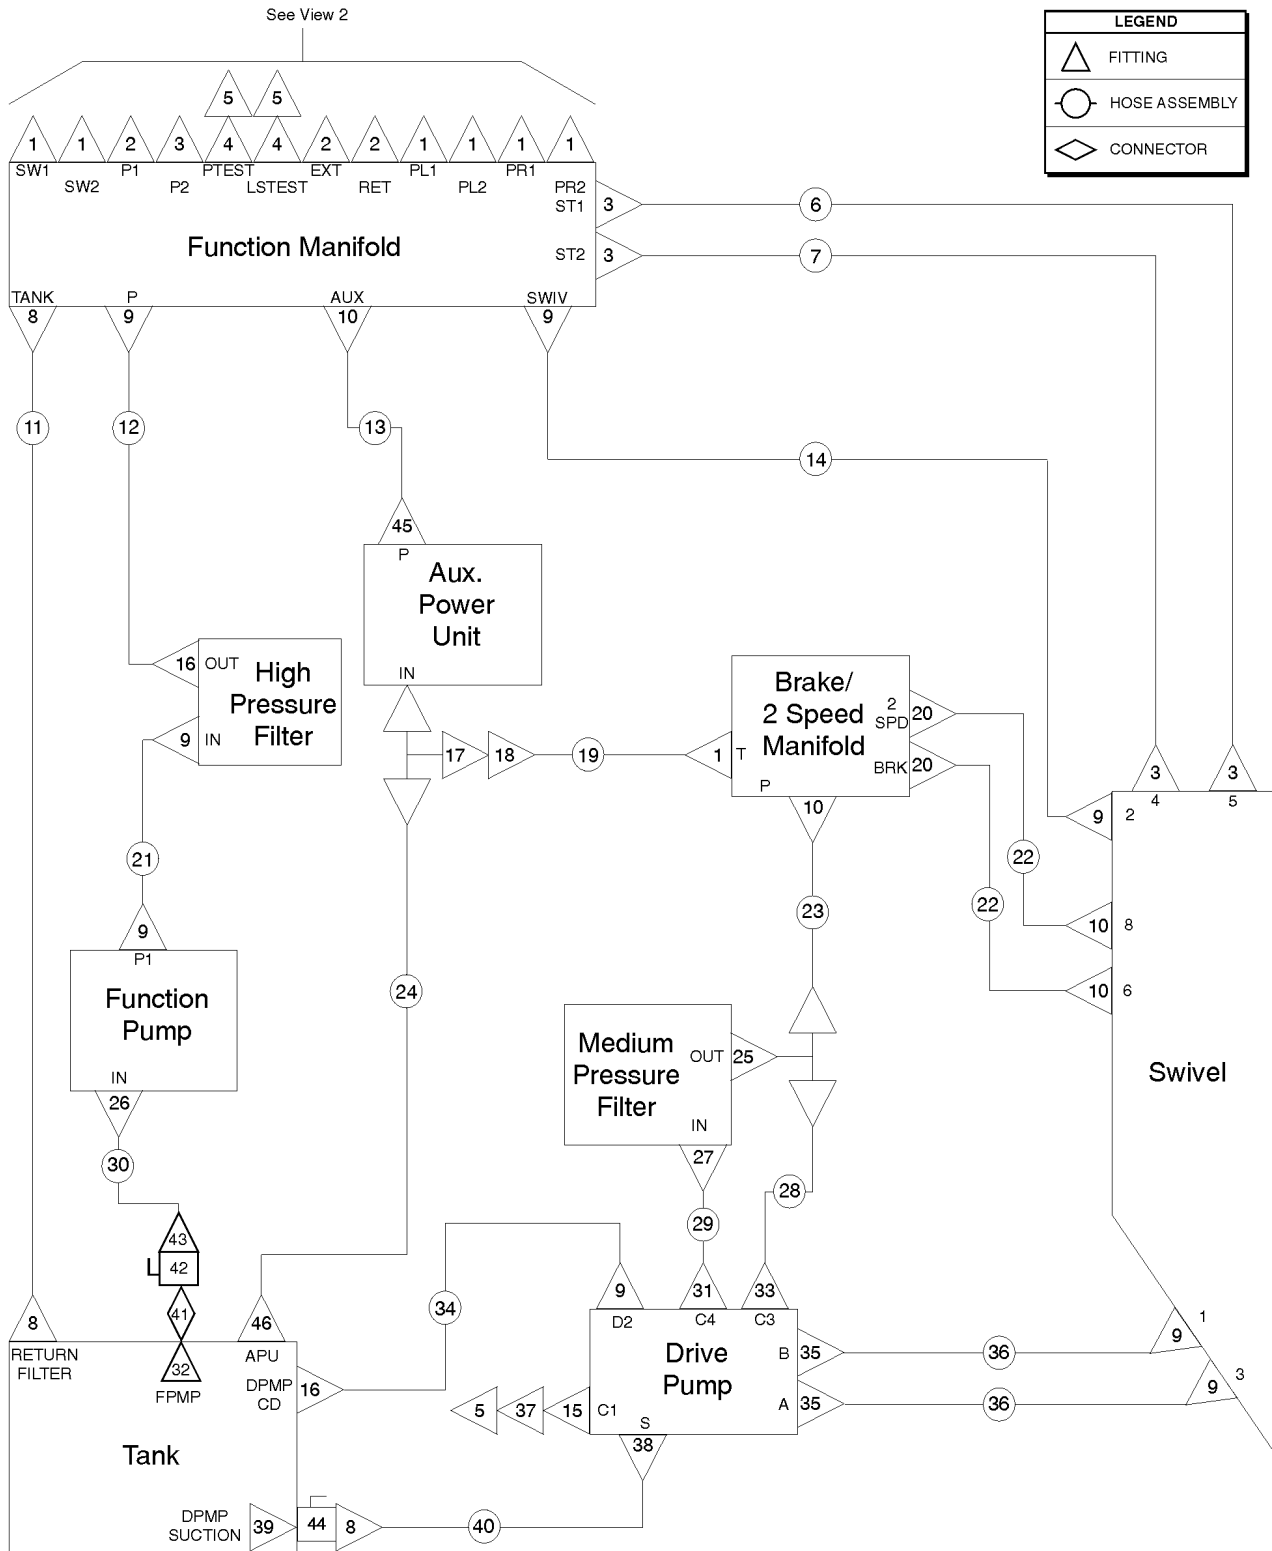 See View 2
LEGEND
FITTING
HOSE ASSEMBLY
CONNECTOR
5 5
1 1 2 3 4 4 2 2 1 1 1 1
SW1 P1 PTEST EXT PL1 PR1
SW2 P2 LSTEST RET PL2 PR2
ST1 3 6
Function Manifold
ST2 3 7
TANK P AUX SWIV
8 9 10 9
11 12 13
14
45
P
Aux.
Power
Unit
IN
16 OUT
High
Pressure
Filter
9 IN
Brake/
2 Speed
Manifold
2
SPD 20
BRK 20
17 18 19 1 T
P
10
3 3
4 5
9 2
21
22
22
23
10 8
10 6
9
P1
Function
Pump
IN
26
24
Medium
Pressure
Filter
OUT 25
IN
27
Swivel
30
28
29
43
42
41
32
FPMP
34
9 31 33
D2 C4 C3
Drive
Pump
B 35 36 9 1
A 35 36 9 3
5 37 15 C1
S
38
8
RETURN
FILTER
46
APU
DPMP
CD
16
Tank
DPMP
SUCTION
39 44 8 40